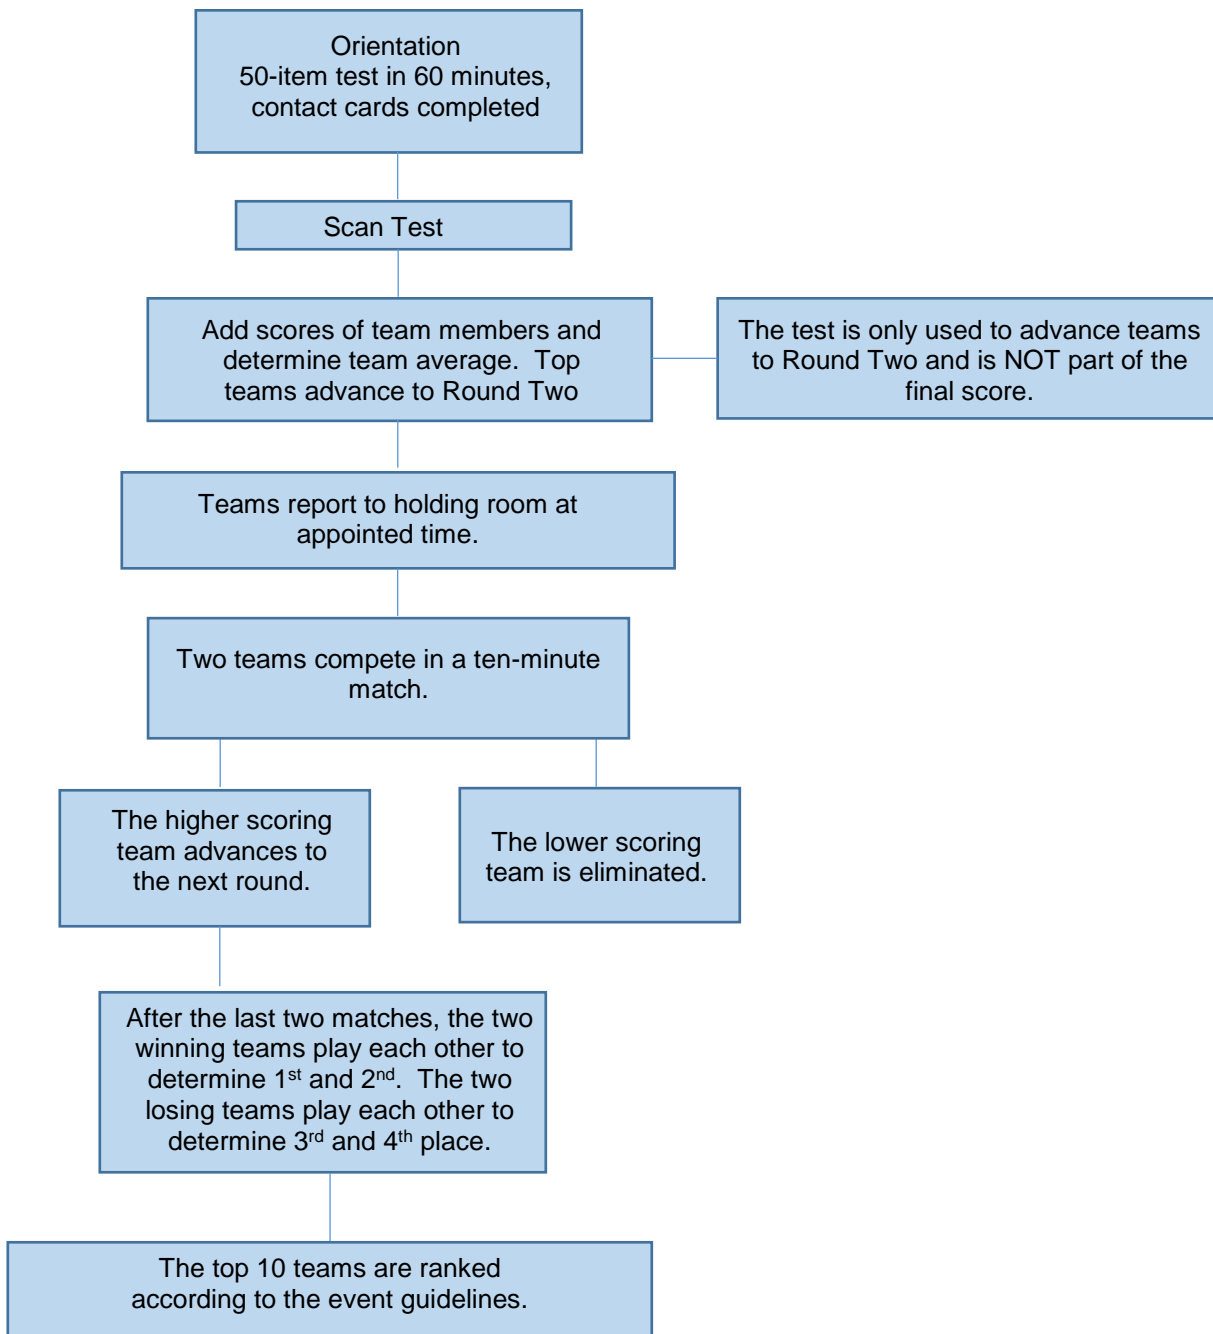 Orientation
50-item test in 60 minutes,
contact cards completed
Scan Test
Add scores of team members and
determine team average.  Top
teams advance to Round Two
The test is only used to advance teams
to Round Two and is NOT part of the
final score.
Teams report to holding room at
appointed time.
Two teams compete in a ten-minute
match.
The higher scoring
team advances to
the next round.
The lower scoring
team is eliminated.
After the last two matches, the two
winning teams play each other to
determine 1st and 2nd.  The two
losing teams play each other to
determine 3rd and 4th place.
The top 10 teams are ranked
according to the event guidelines.